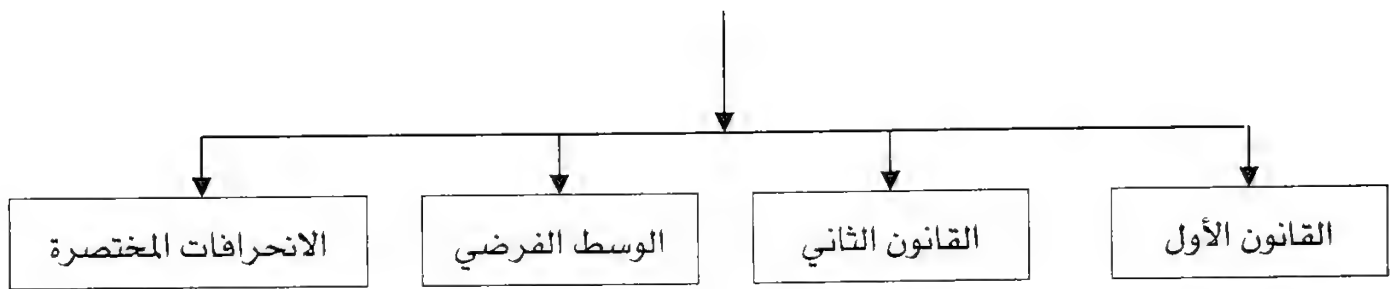 القانون الأول
القانون الثاني
الوسط الفرضي
الانحرافات المختصرة